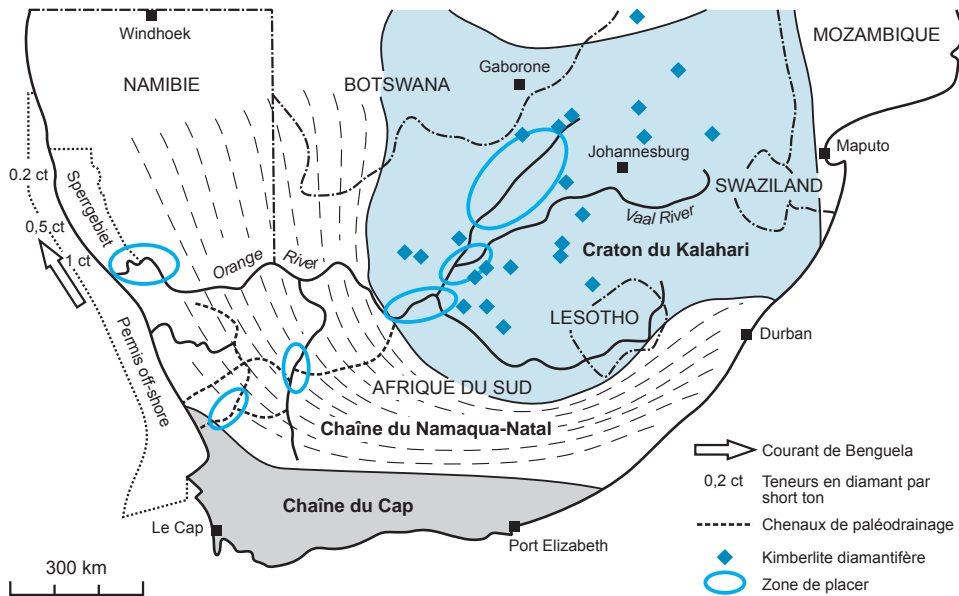 MOZAMBIQUE
Windhoek
NAMIBIE
BOTSWANA
Gaborone
Johannesburg
Maputo
0.2 ct
Sperrgebiet
SWAZILAND
0,5,ct
1 ct
Vaal River
Orange River
Craton du Kalahari
LESOTHO
Permis off-shore
Durban
AFRIQUE DU SUD
Chaîne du Namaqua-Natal
Chaîne du Cap
Le Cap
Port Elizabeth
300 km
Courant de Benguela
0,2 ct
Teneurs en diamant par
short ton
Chenaux de paléodrainage
Kimberlite diamantifère
Zone de placer